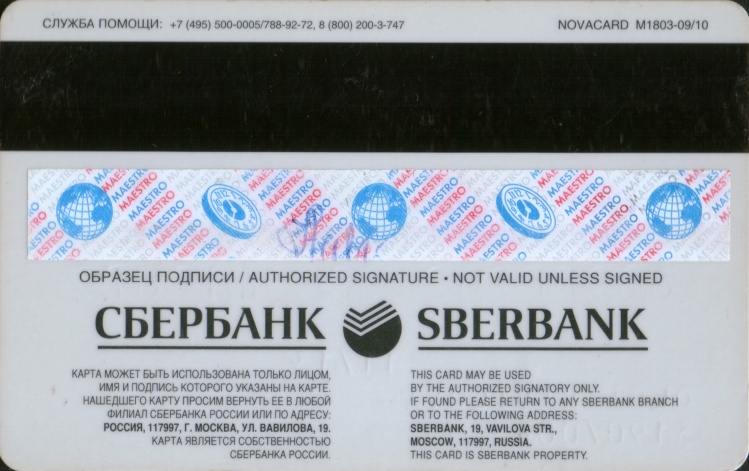 СЛУЖБА ПОМОЩИ: +7 (495) 500-0005/788-92-72, 8 (800) 200-3-747
NOVACARD M1803-09/10
MAESTRO MAESTRO MAESTRO MAESTRO
ОБРАЗЕЦ ПОДПИСИ / AUTHORIZED SIGNATURE • NOT VALID UNLESS SIGNED
СБЕРБАНК
SBERBANK
КАРТА МОЖЕТ БЫТЬ ИСПОЛЬЗОВАНА ТОЛЬКО ЛИЦОМ,
ИМЯ И ПОДПИСЬ КОТОРОГО УКАЗАНЫ НА КАРТЕ.
НАШЕДШЕГО КАРТУ ПРОСИМ ВЕРНУТЬ ЕЕ В ЛЮБОЙ
ФИЛИАЛ СБЕРБАНКА РОССИИ ИЛИ ПО АДРЕСУ:
РОССИЯ, 117997, Г. МОСКВА, УЛ. ВАВИЛОВА, 19.
КАРТА ЯВЛЯЕТСЯ СОБСТВЕННОСТЬЮ
СБЕРБАНКА РОССИИ.
THIS CARD MAY BE USED
BY THE AUTHORIZED SIGNATORY ONLY.
IF FOUND PLEASE RETURN TO ANY SBERBANK BRANCH
OR TO THE FOLLOWING ADDRESS:
SBERBANK, 19, VAVILOVA STR.,
MOSCOW, 117997, RUSSIA.
THIS CARD IS SBERBANK PROPERTY.